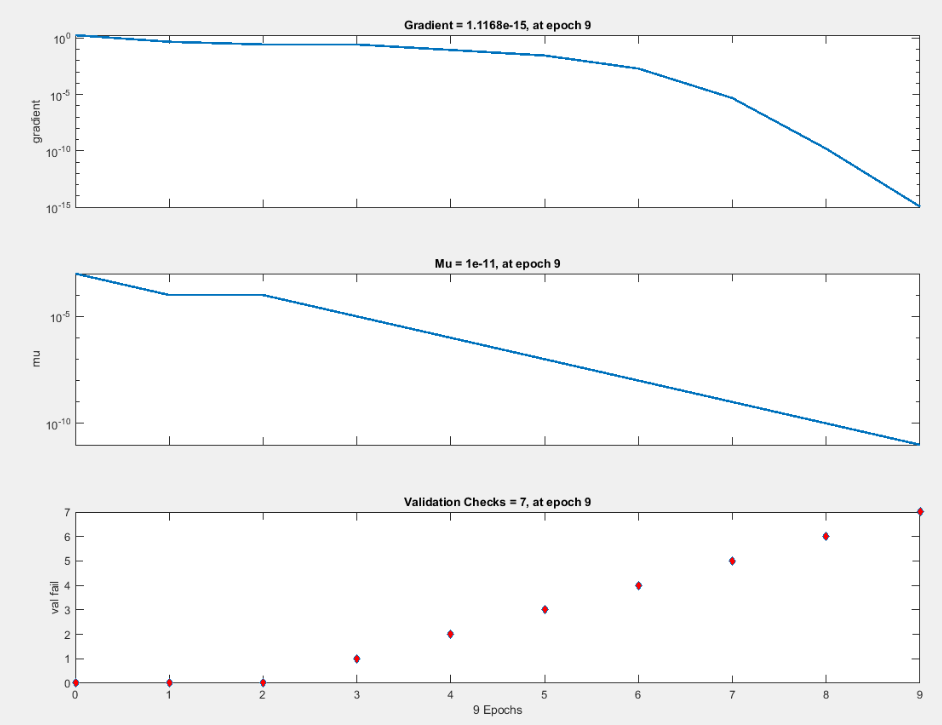 Gradient = 1.1168e-15, at epoch 9
10^0
10^-5
10^-10
10^-15
gradient
Mu = 1e-11, at epoch 9
10^-5
10^-10
mu
Validation Checks = 7, at epoch 9
7
6
5
4
3
2
1
0
val fail
0 1 2 3 4 5 6 7 8 9
9 Epochs